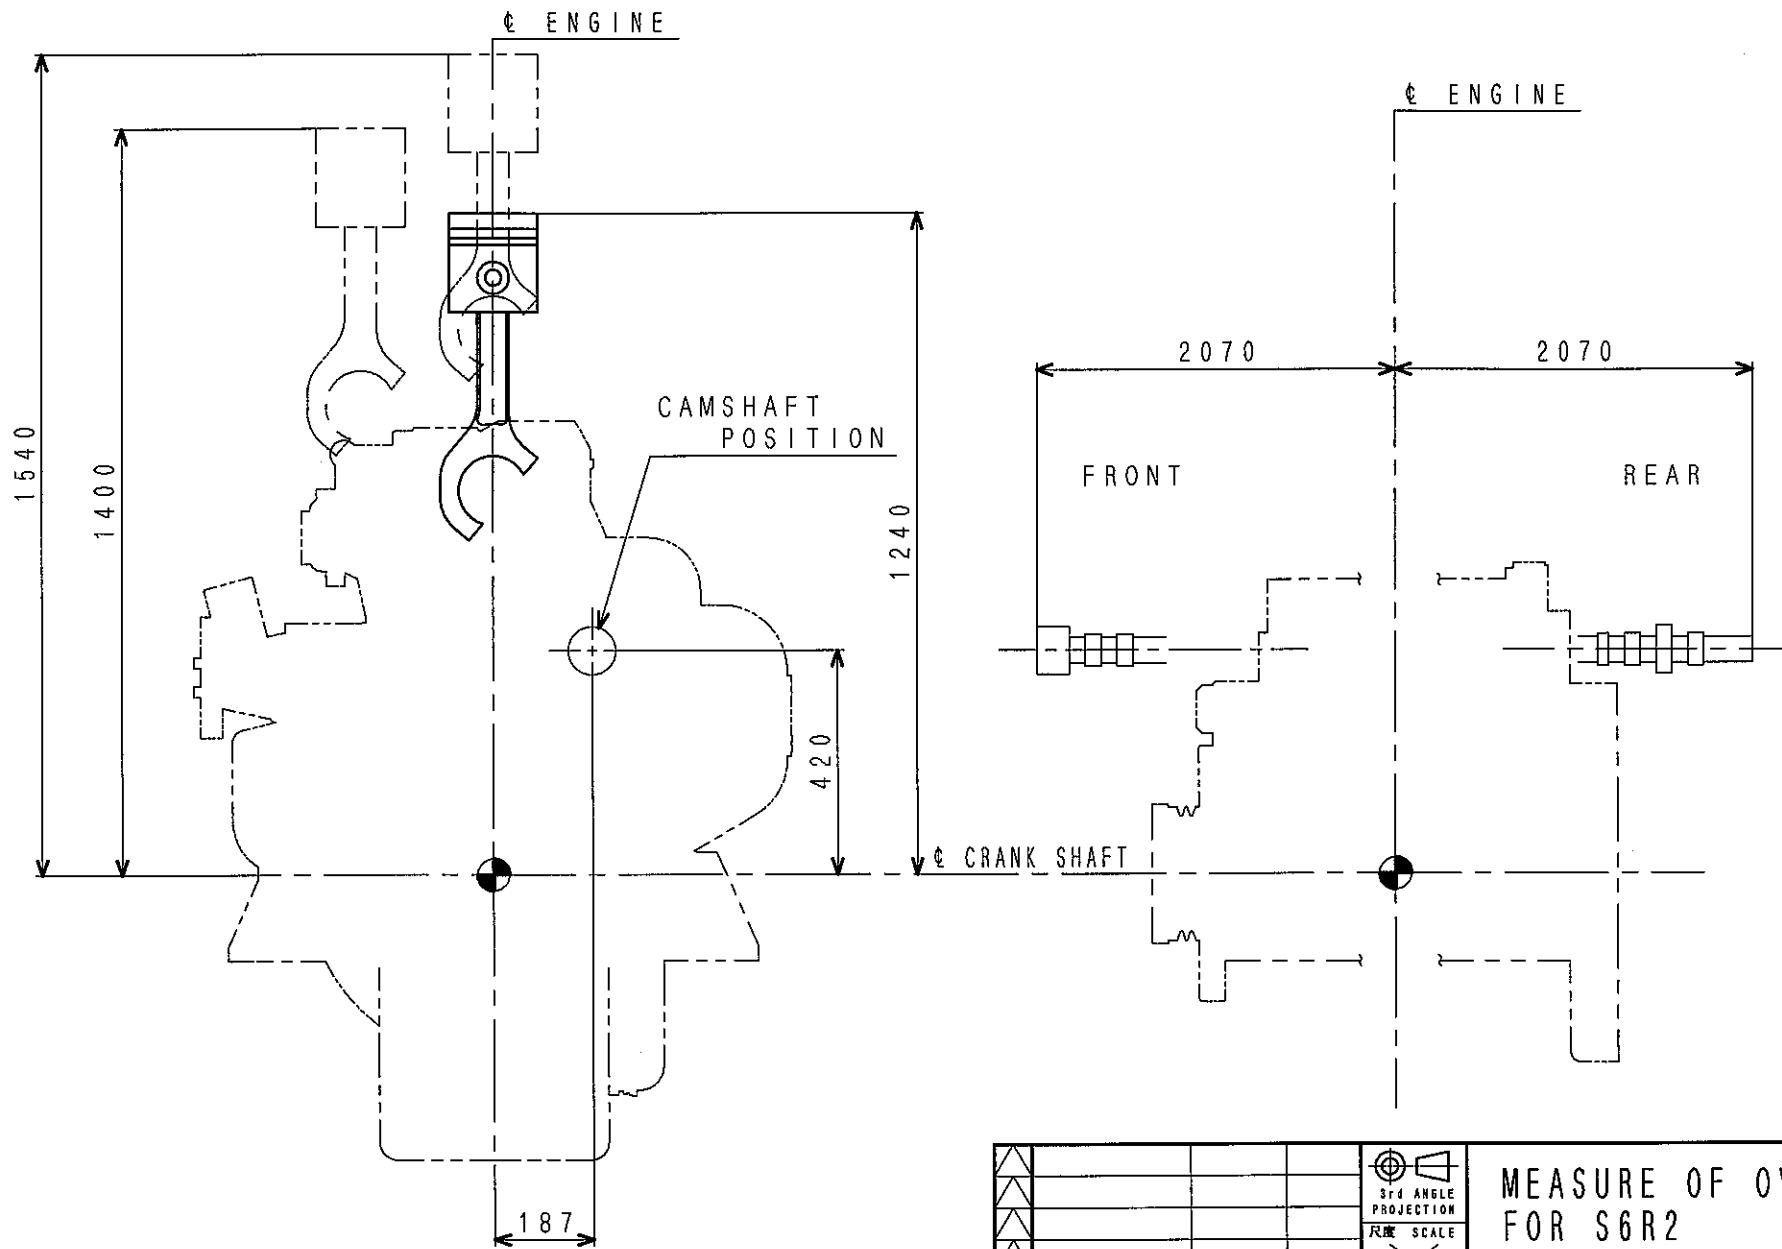 ℄ ENGINE
℄ ENGINE
2070
2070
CAMSHAFT
POSITION
FRONT
REAR
1540
1400
1240
420
℄ CRANK SHAFT
187
3rd ANGLE
PROJECTION
尺度 SCALE
MEASURE OF
FOR S6R2